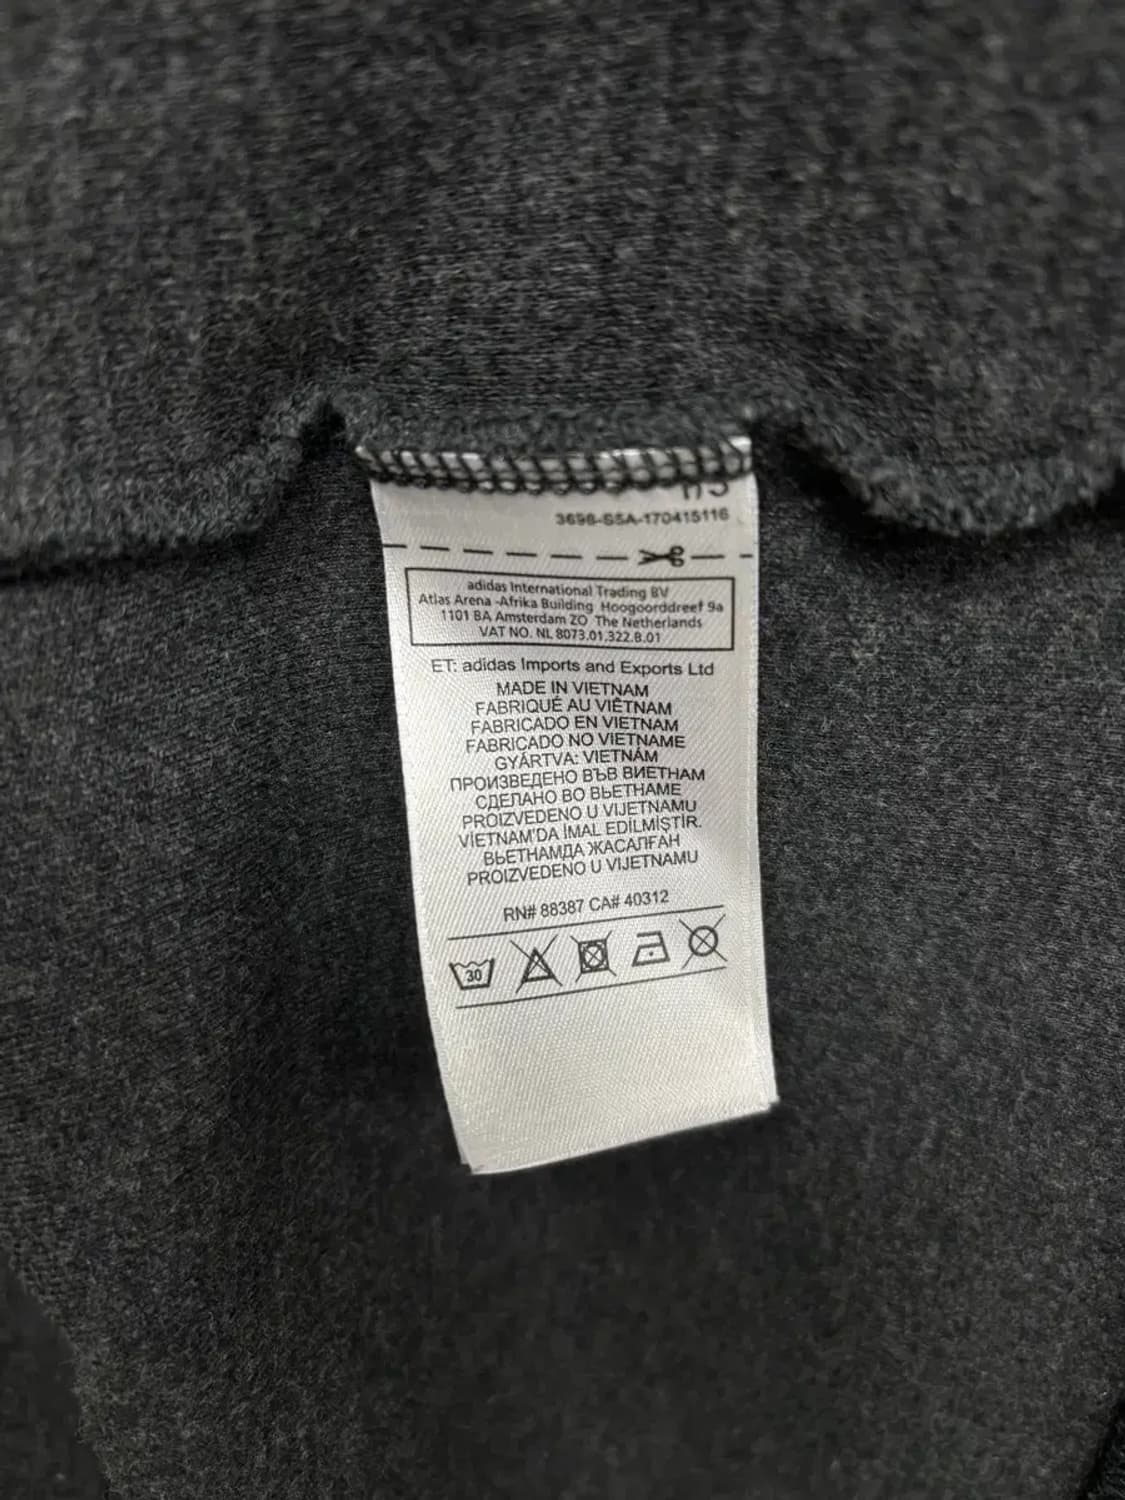 3698-S5A-170415116
adidas International Trading BV
Atlas Arena -Afrika Building Hoogoorddreef 9a
1101 BA Amsterdam ZO The Netherlands
VAT NO. NL 8073.01.322.B.01
ET: adidas Imports and Exports Ltd
MADE IN VIETNAM
FABRIQUÉ AU VIÊTNAM
FABRICADO EN VIETNAM
FABRICADO NO VIETNAME
GYÁRTVA: VIETNÁM
ПРОИЗВЕДЕНО ВЪВ ВИЕТНАМ
СДЕЛАНО ВО ВЬЕТНАМЕ
PROIZVEDENO U VIJETNAMU
VİETNAM'DA İMAL EDİLMİŞTİR.
ВЬЕТНАМДА ЖАСАЛҒАН
PROIZVEDENO U VIJETNAMU
RN# 88387 CA# 40312
30